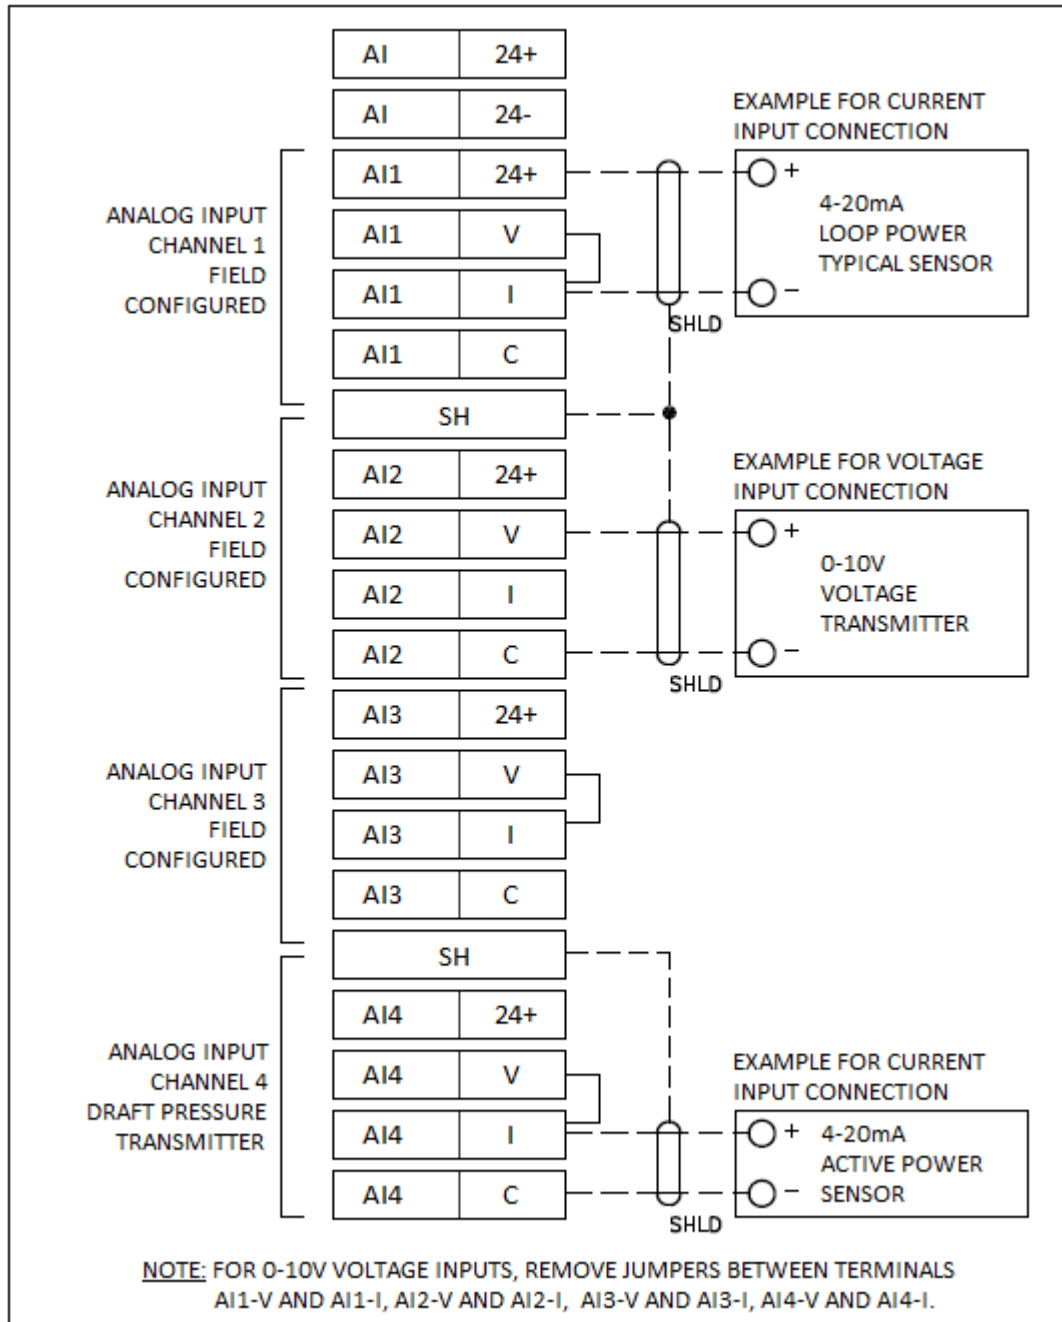 AI 24+
AI 24-
EXAMPLE FOR CURRENT
INPUT CONNECTION
ANALOG INPUT
CHANNEL 1
FIELD
CONFIGURED
AI1 24+
AI1 V
AI1 I
AI1 C
+
4-20mA
LOOP POWER
TYPICAL SENSOR
–
SHLD
SH
ANALOG INPUT
CHANNEL 2
FIELD
CONFIGURED
AI2 24+
AI2 V
AI2 I
AI2 C
EXAMPLE FOR VOLTAGE
INPUT CONNECTION
+
0-10V
VOLTAGE
TRANSMITTER
–
SHLD
ANALOG INPUT
CHANNEL 3
FIELD
CONFIGURED
AI3 24+
AI3 V
AI3 I
AI3 C
SH
ANALOG INPUT
CHANNEL 4
DRAFT PRESSURE
TRANSMITTER
AI4 24+
AI4 V
AI4 I
AI4 C
EXAMPLE FOR CURRENT
INPUT CONNECTION
+
4-20mA
ACTIVE POWER
SENSOR
–
SHLD
NOTE: FOR 0-10V VOLTAGE INPUTS, REMOVE JUMPERS BETWEEN TERMINALS
AI1-V AND AI1-I, AI2-V AND AI2-I, AI3-V AND AI3-I, AI4-V AND AI4-I.